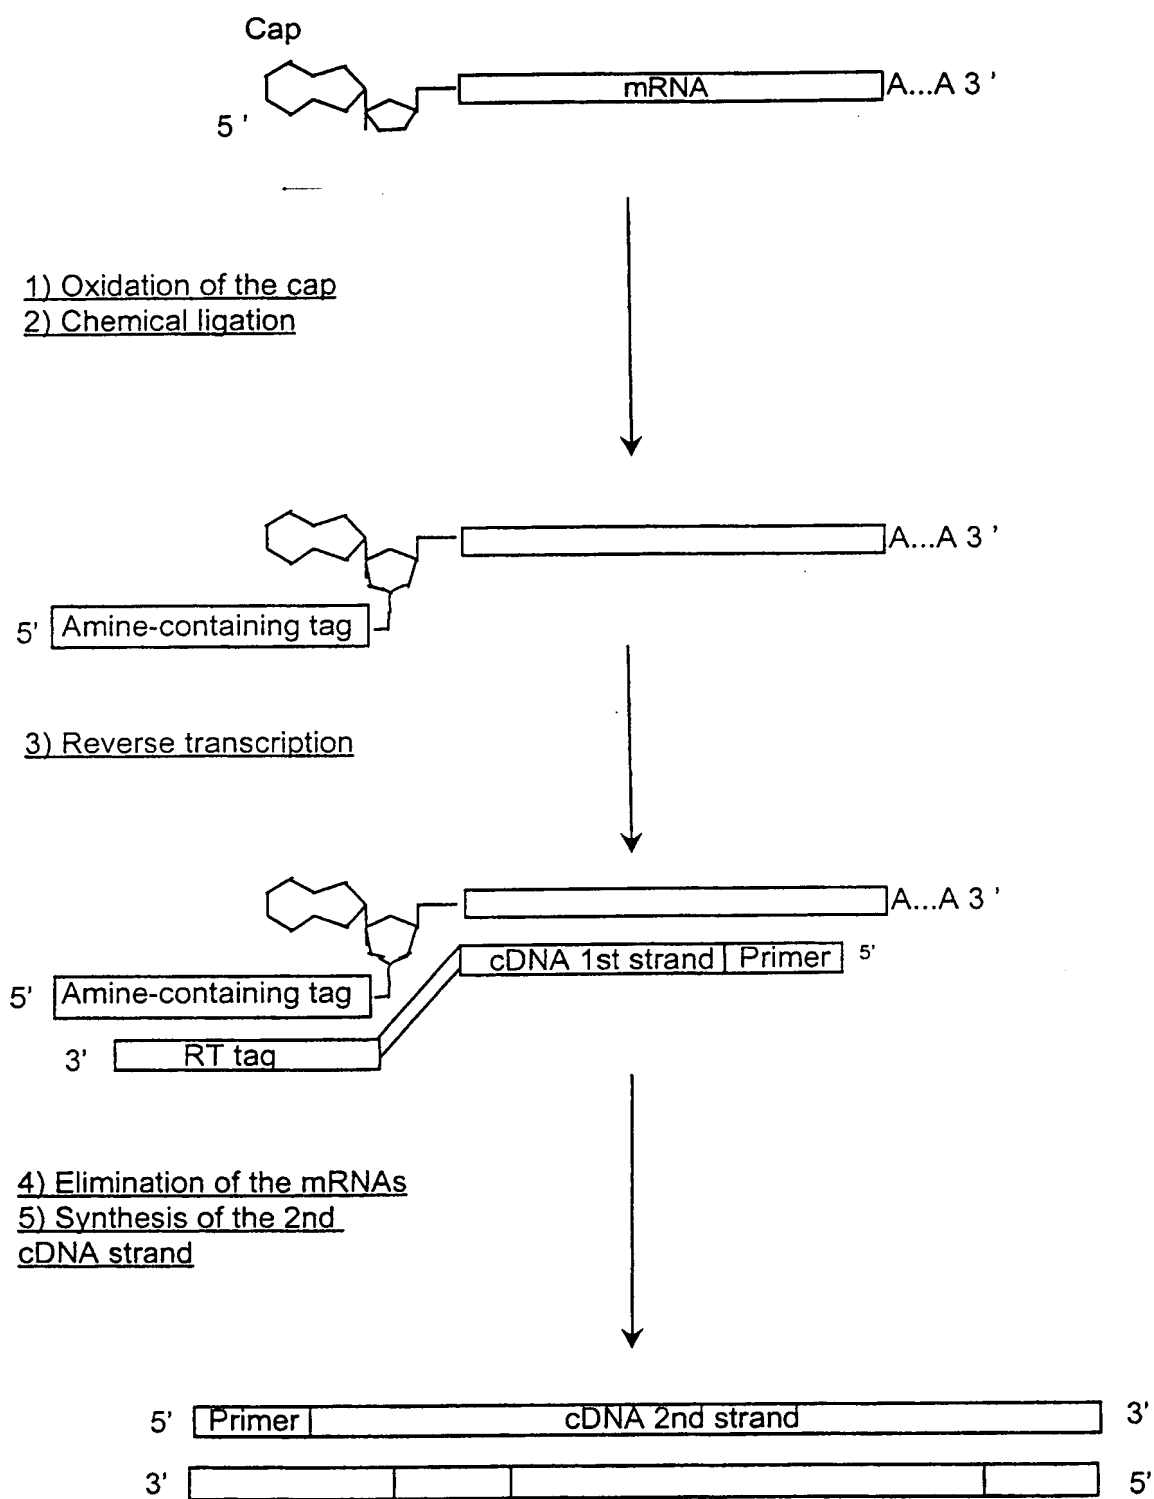 Cap
mRNA A...A 3 '
5 '
1) Oxidation of the cap
2) Chemical ligation
A...A 3 '
5' Amine-containing tag
3) Reverse transcription
A...A 3 '
cDNA 1st strand Primer 5'
5' Amine-containing tag
3' RT tag
4) Elimination of the mRNAs
5) Synthesis of the 2nd
cDNA strand
5' Primer cDNA 2nd strand 3'
3' 5'